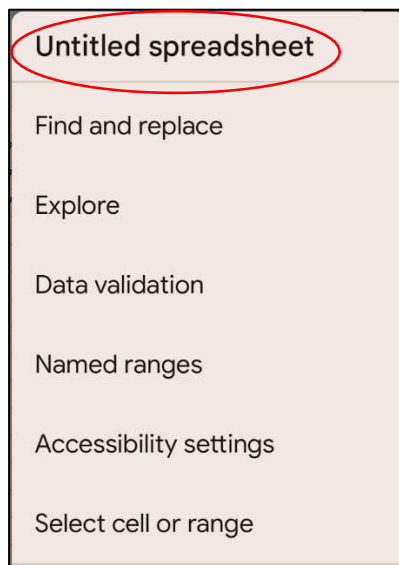 Untitled spreadsheet
Find and replace
Explore
Data validation
Named ranges
Accessibility settings
Select cell or range